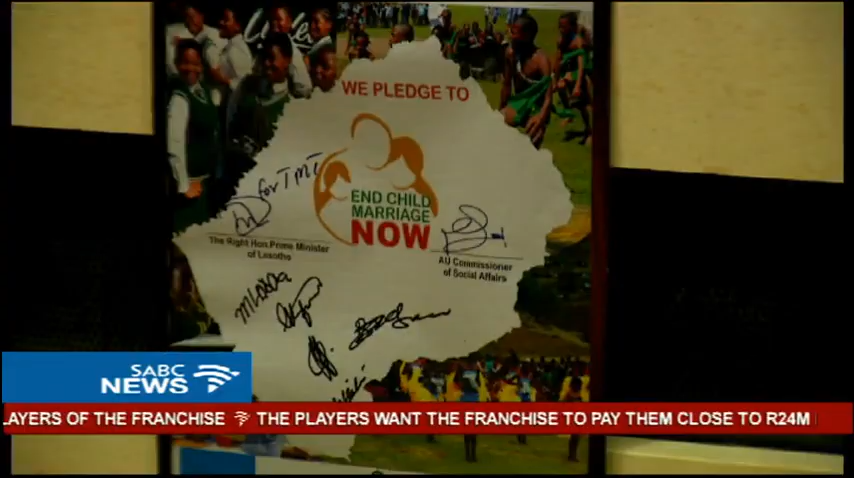 WE PLEDGE TO
for TMT
END CHILD
MARRIAGE
NOW
The Right Hon.Prime Minister
of Lesotho
AU Commissioner
of Social Affairs
SABC
NEWS
LAYERS OF THE FRANCHISE THE PLAYERS WANT THE FRANCHISE TO PAY THEM CLOSE TO R24M